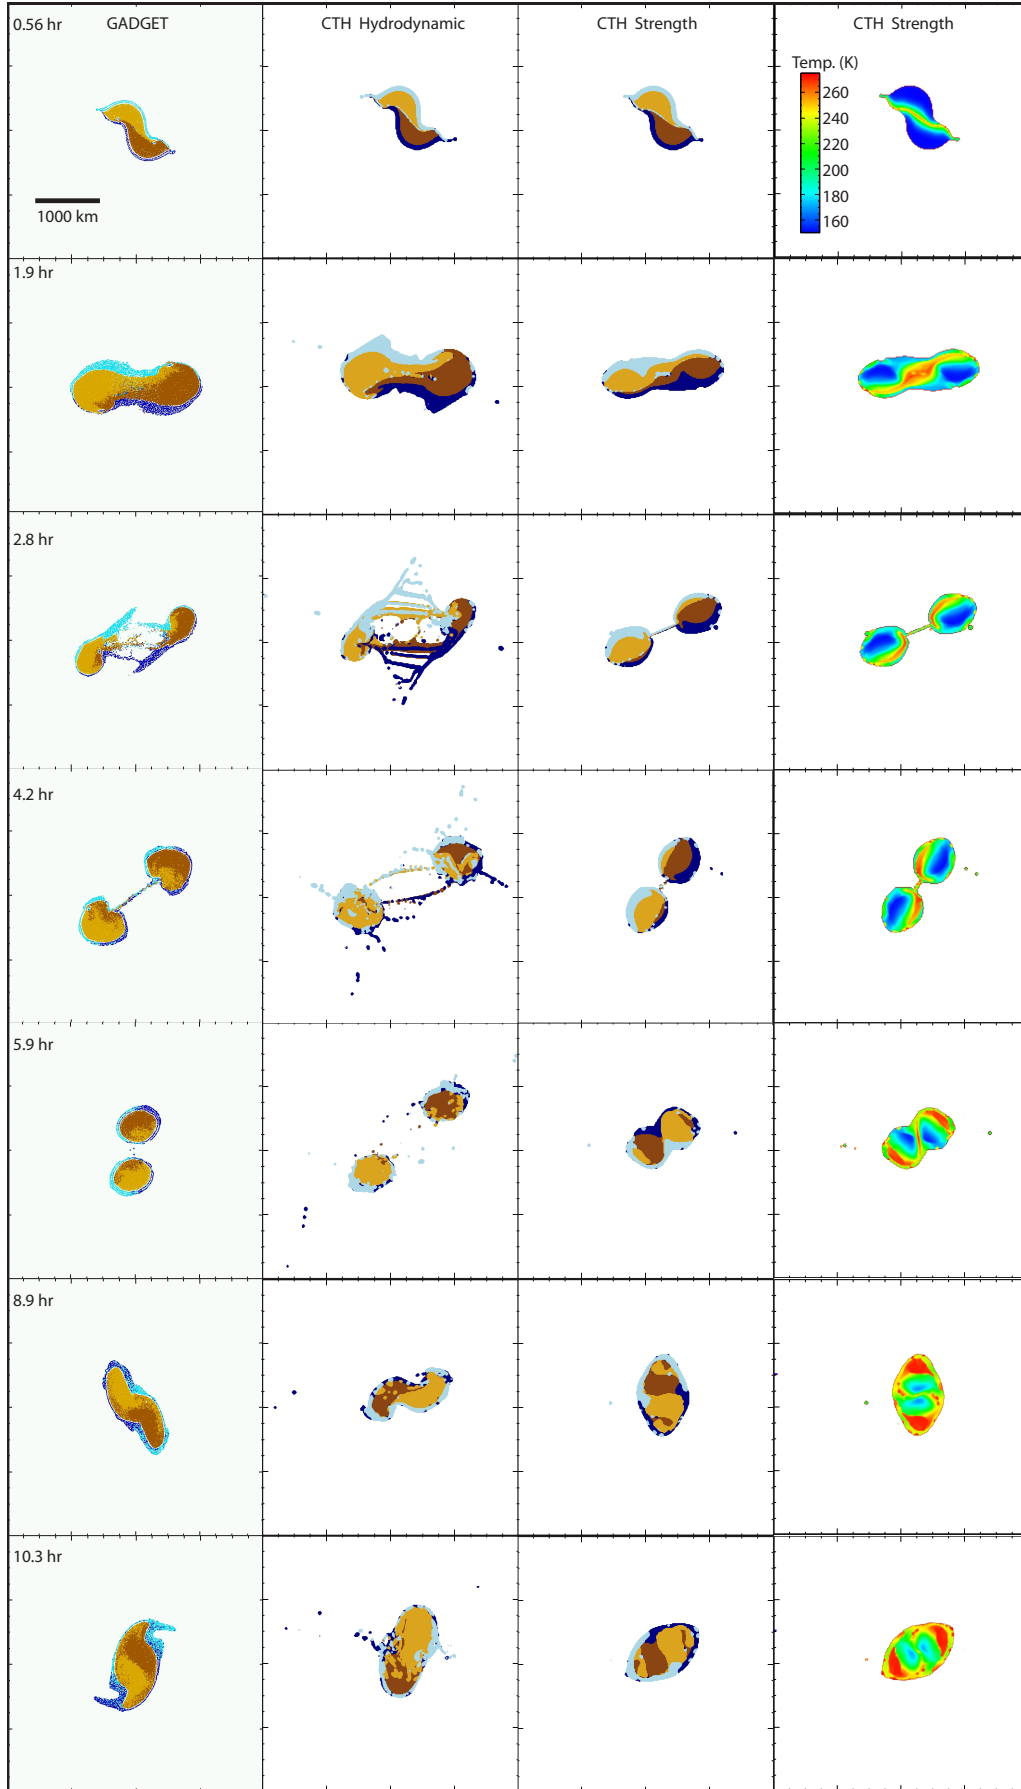 0.56 hr
GADGET
CTH Hydrodynamic
CTH Strength
CTH Strength
Temp. (K)
260
240
220
200
180
160
1000 km
1.9 hr
2.8 hr
4.2 hr
5.9 hr
8.9 hr
10.3 hr